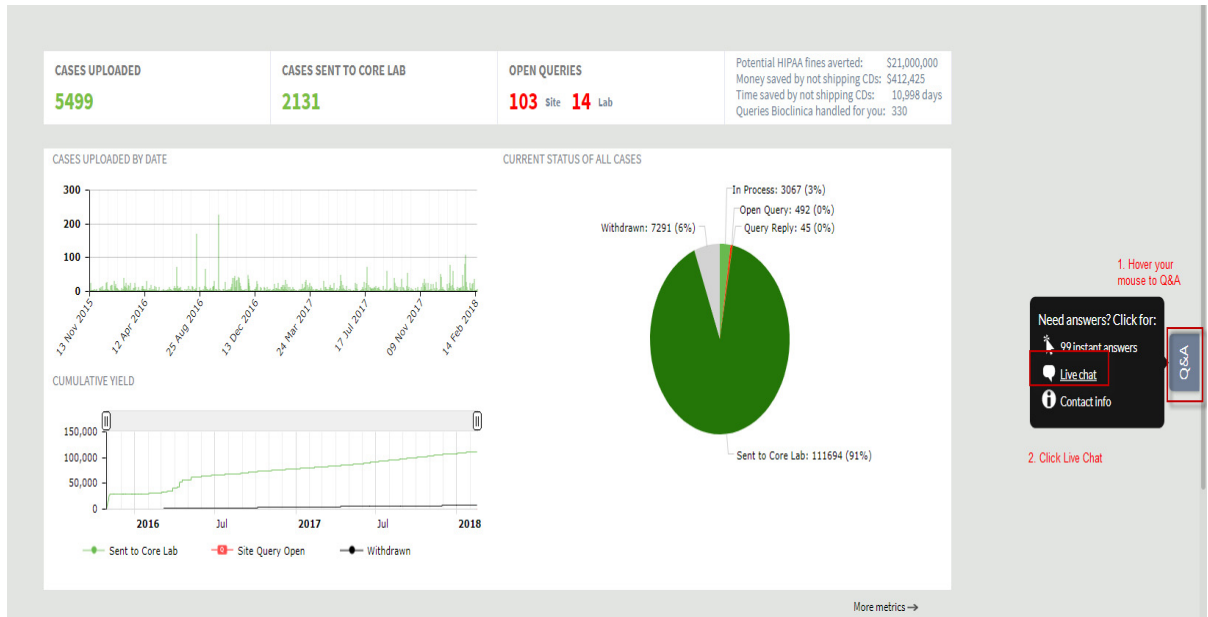 CASES UPLOADED
5499
CASES SENT TO CORE LAB
2131
OPEN QUERIES
103 Site 14 Lab
Potential HIPAA fines averted: $21,000,000
Money saved by not shipping CDs: $412,425
Time saved by not shipping CDs: 10,998 days
Queries Bioclinica handled for you: 330
CASES UPLOADED BY DATE
300
200
100
0
13 Nov 2015
12 Apr 2016
25 Aug 2016
13 Dec 2016
24 Mar 2017
17 Jul 2017
09 Nov 2017
14 Feb 2018
CUMULATIVE YIELD
150,000
100,000
50,000
0
2016
Jul
2017
Jul
2018
Sent to Core Lab
Q
Site Query Open
Withdrawn
CURRENT STATUS OF ALL CASES
In Process: 3067 (3%)
Open Query: 492 (0%)
Query Reply: 45 (0%)
Withdrawn: 7291 (6%)
Sent to Core Lab: 111694 (91%)
More metrics →
1. Hover your
mouse to Q&A
Need answers? Click for:
99 instant answers
Live chat
Contact info
Q&A
2. Click Live Chat